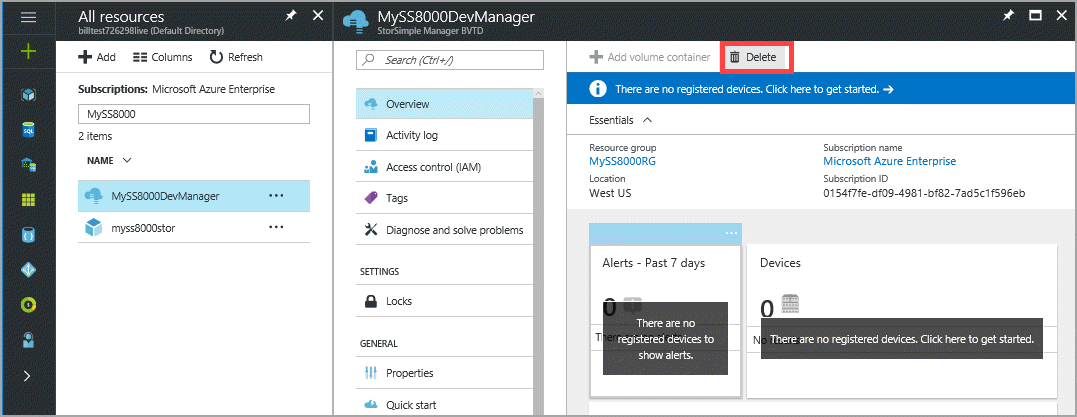 All resources
billtest726298live (Default Directory)
Add Columns Refresh
Subscriptions: Microsoft Azure Enterprise
MySS8000
2 items
NAME
MySS8000DevManager ...
myss8000stor ...
MySS8000DevManager
StorSimple Manager BVTD
Search (Ctrl+/)
Overview
Activity log
Access control (IAM)
Tags
Diagnose and solve problems
SETTINGS
Locks
GENERAL
Properties
Quick start
Add volume container Delete
There are no registered devices. Click here to get started. →
Essentials
Resource group
MySS8000RG
Location
West US
Subscription name
Microsoft Azure Enterprise
Subscription ID
0154f7fe-df09-4981-bf82-7ad5c1f596eb
...
Alerts - Past 7 days
0
There are no
registered devices to
show alerts.
Devices
0
No
There are no registered devices. Click here to get started.
SQL